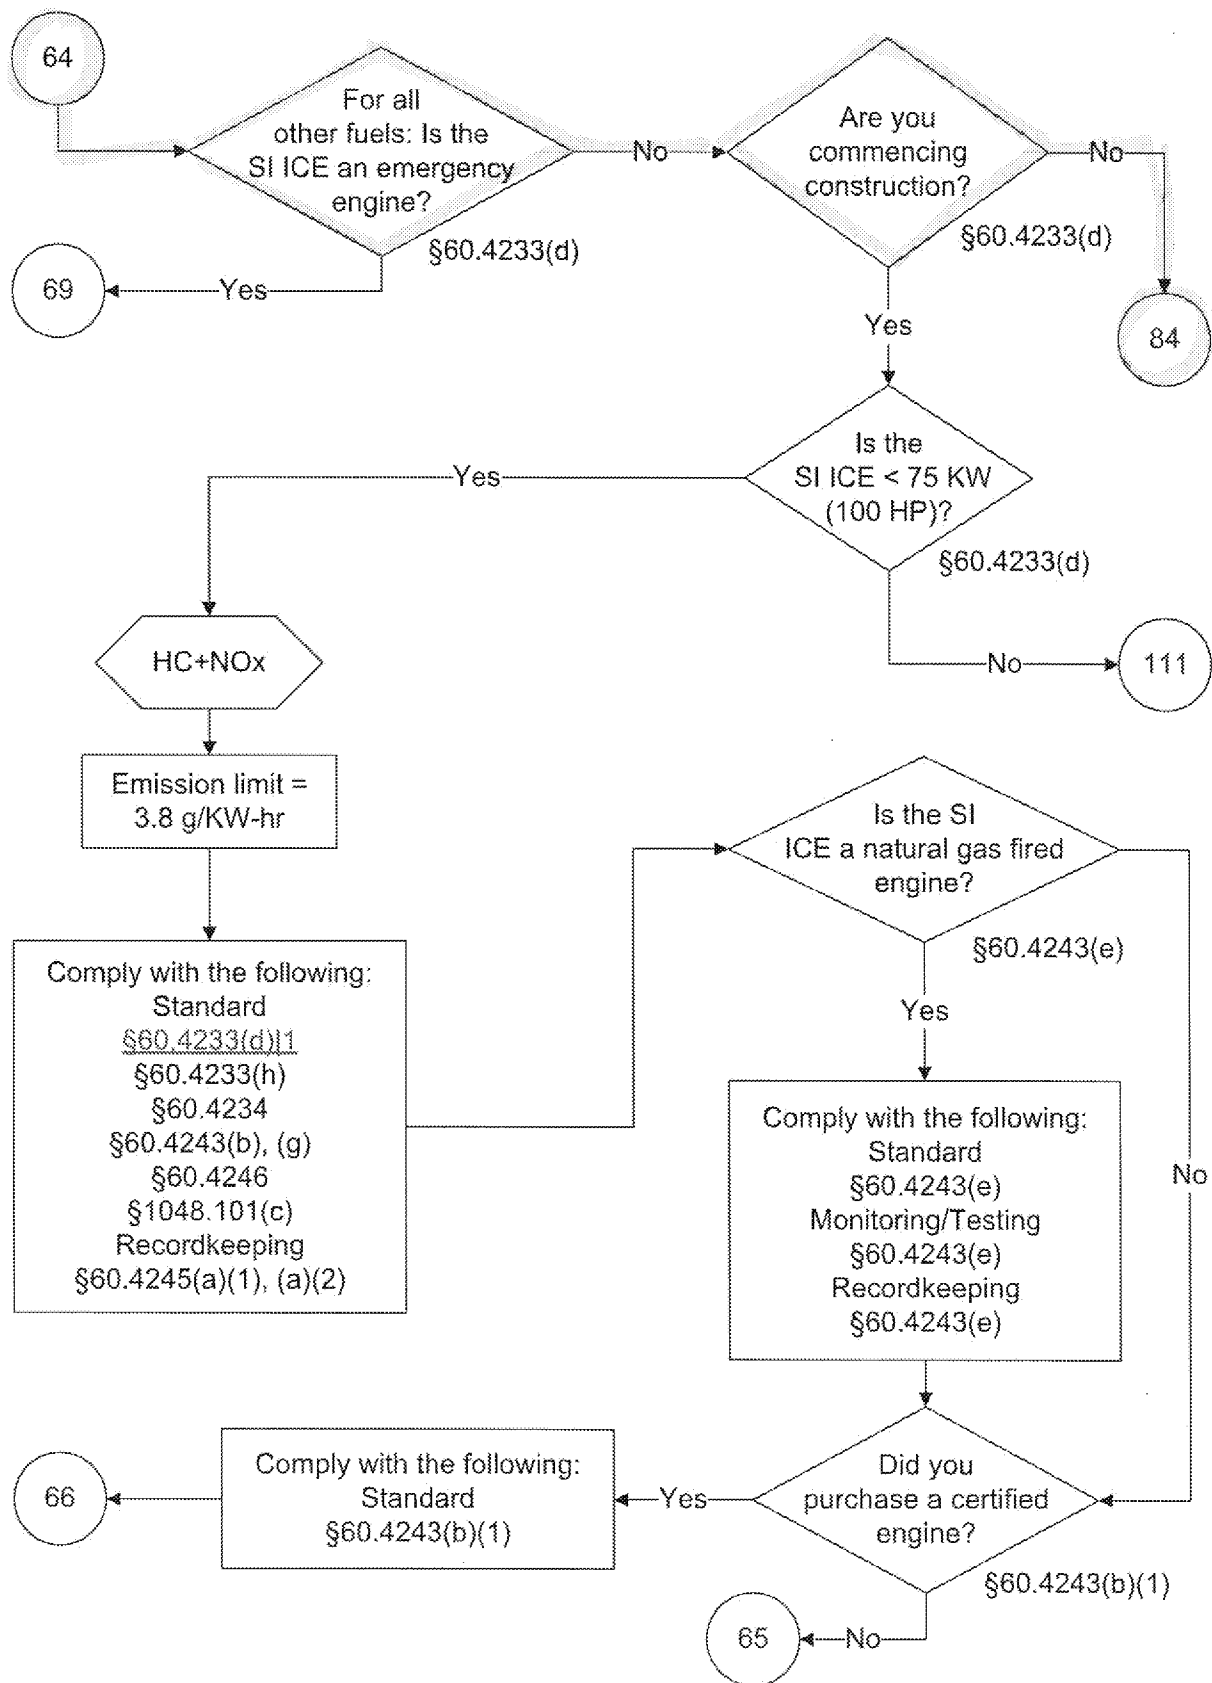 64
For all
other fuels: Is the
SI ICE an emergency
engine?
§60.4233(d)
No
Are you
commencing
construction?
§60.4233(d)
No
84
Yes
69
Yes
Is the
SI ICE < 75 KW
(100 HP)?
§60.4233(d)
Yes
No
111
HC+NOx
Emission limit =
3.8 g/KW-hr
Comply with the following:
Standard
§60.4233(d)|1
§60.4233(h)
§60.4234
§60.4243(b), (g)
§60.4246
§1048.101(c)
Recordkeeping
§60.4245(a)(1), (a)(2)
Is the SI
ICE a natural gas fired
engine?
§60.4243(e)
Yes
No
Comply with the following:
Standard
§60.4243(e)
Monitoring/Testing
§60.4243(e)
Recordkeeping
§60.4243(e)
Did you
purchase a certified
engine?
§60.4243(b)(1)
Yes
Comply with the following:
Standard
§60.4243(b)(1)
66
No
65